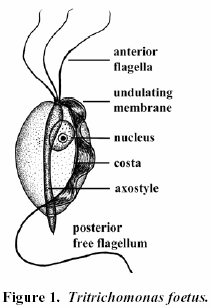 anterior
flagella
undulating
membrane
nucleus
costa
axostyle
posterior
free flagellum
Figure 1. Tritrichomonas foetus.